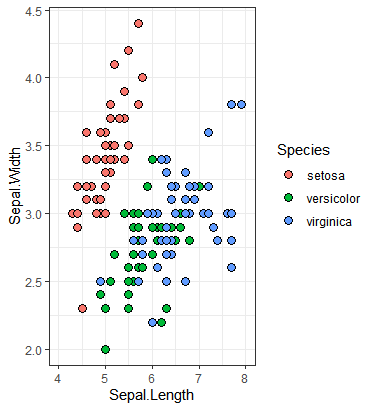 4.5
4.0
3.5
3.0
2.5
2.0
Sepal.Width
4 5 6 7 8
Sepal.Length
Species
setosa
versicolor
virginica